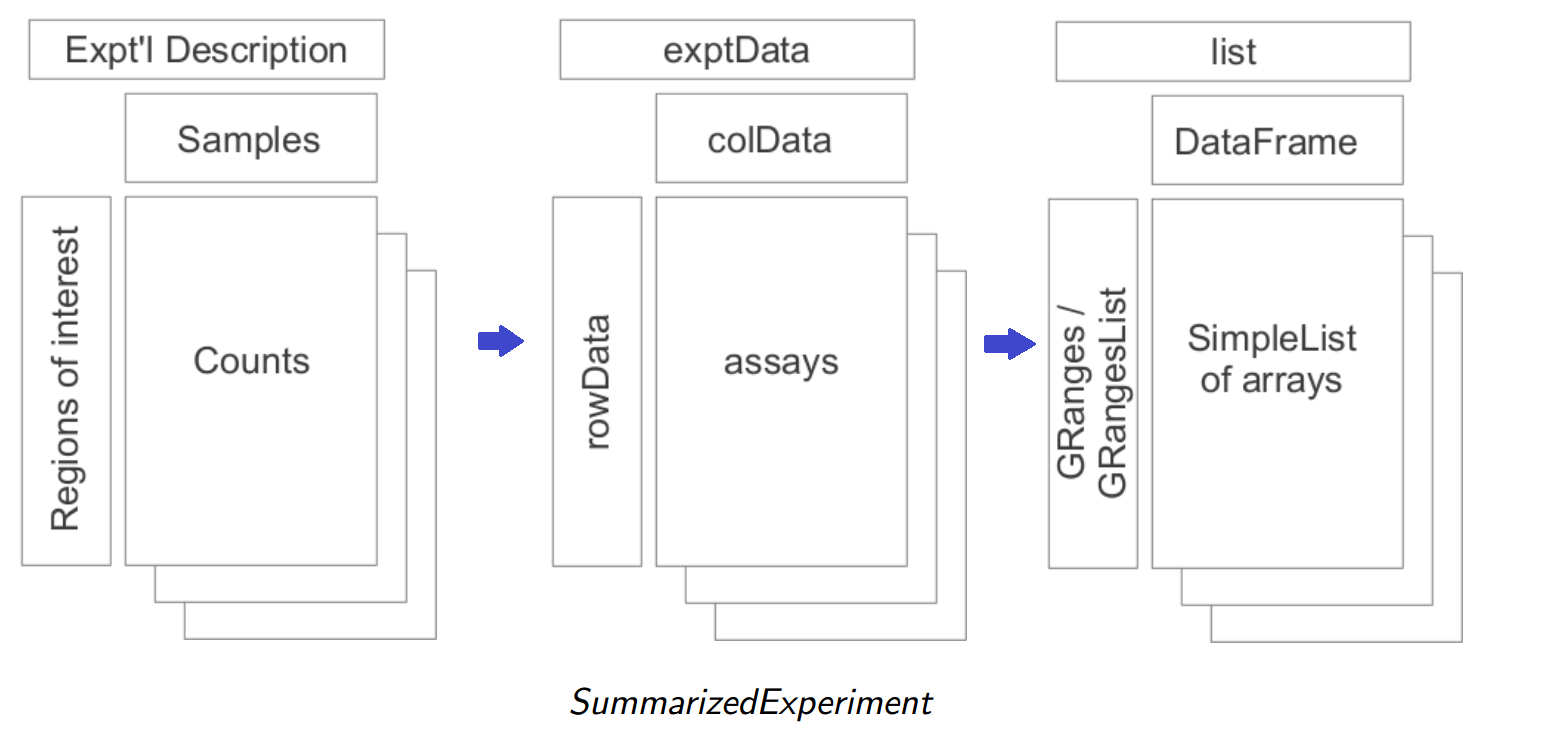 Expt'l Description
Samples
Regions of interest
Counts
exptData
colData
rowData
assays
list
DataFrame
GRanges /
GRangesList
SimpleList
of arrays
SummarizedExperiment